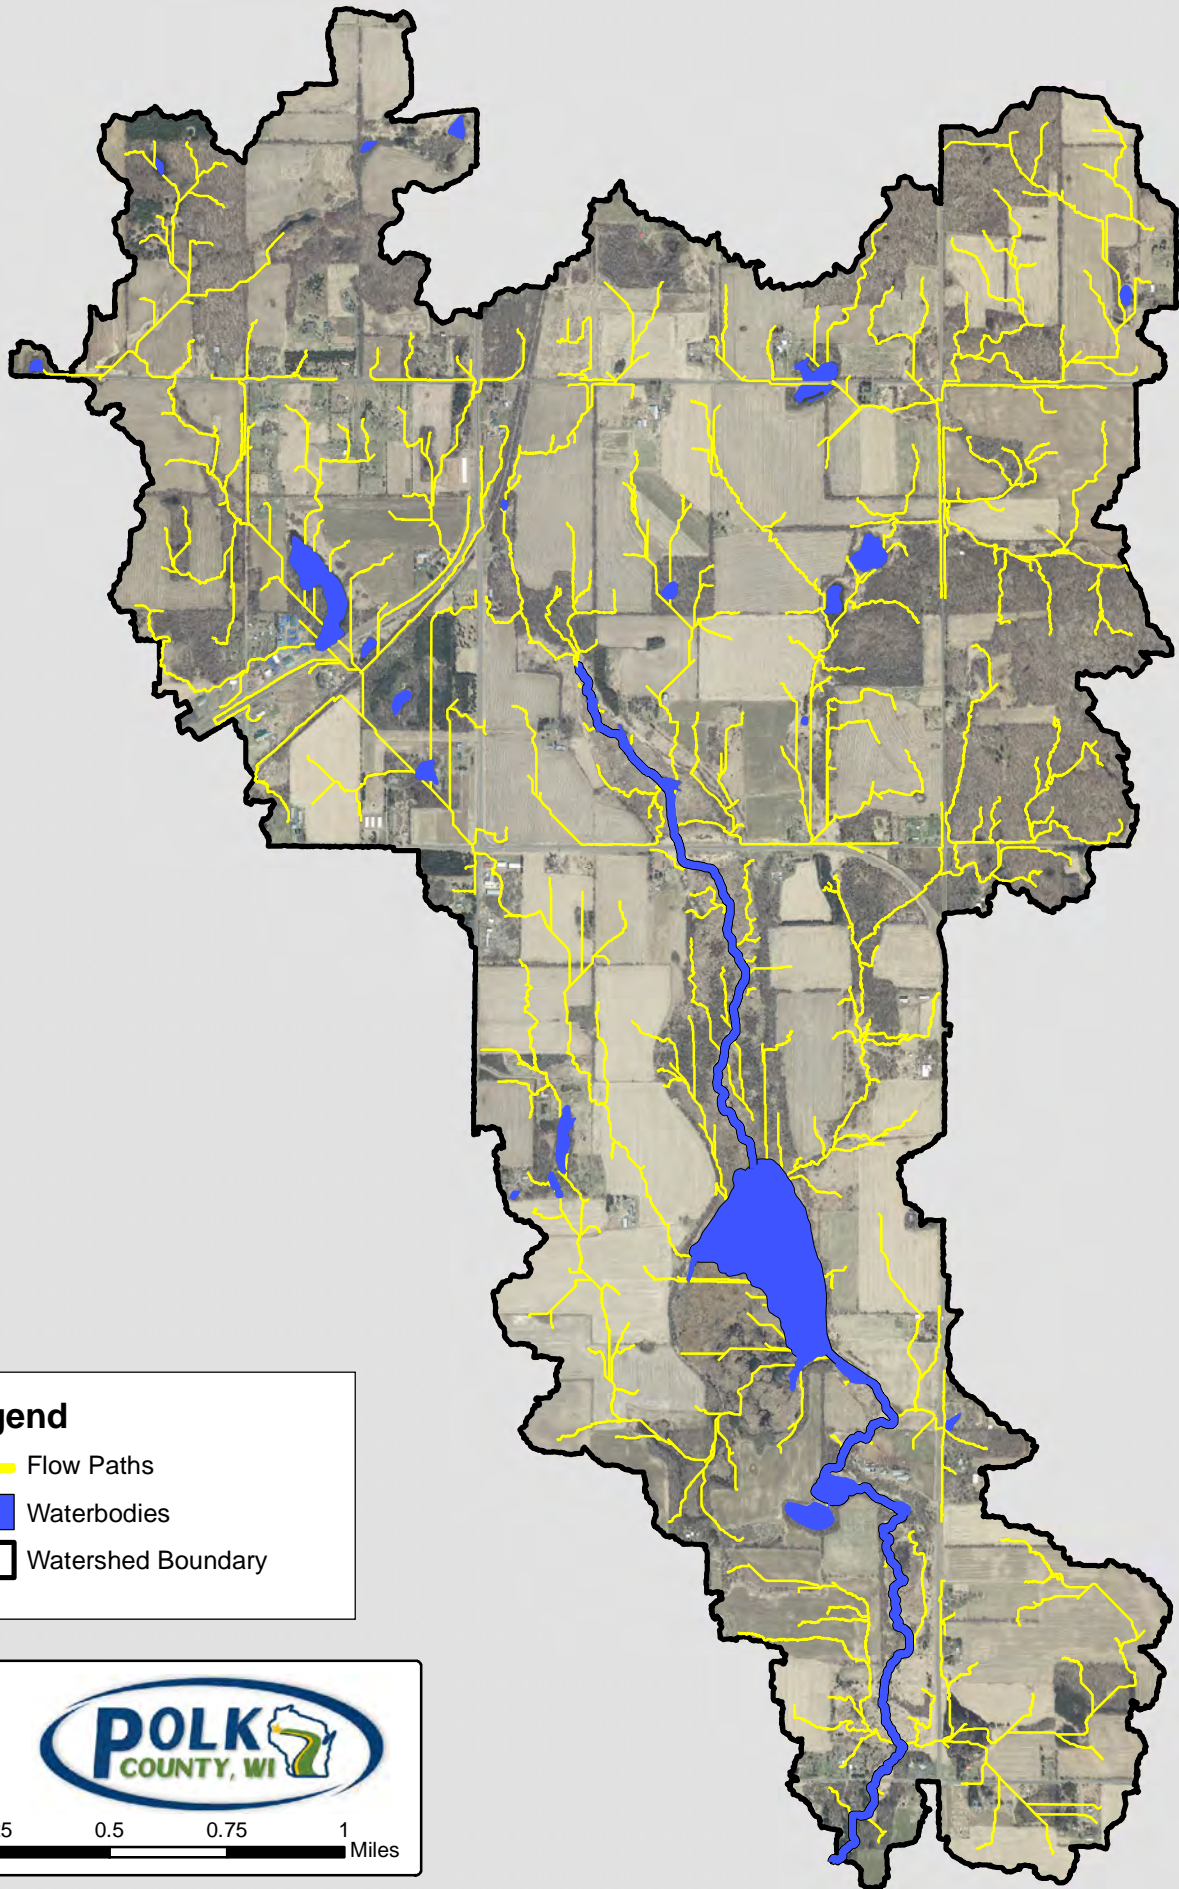 gend
Flow Paths
Waterbodies
Watershed Boundary
POLK
COUNTY, WI
5 0.5 0.75 1
Miles